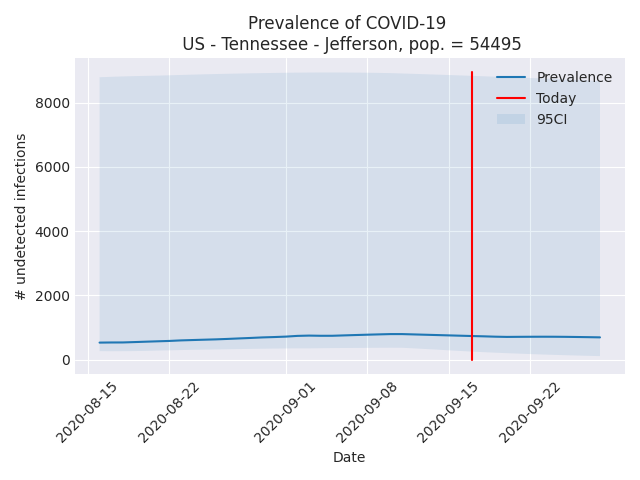 Prevalence of COVID-19
US - Tennessee - Jefferson, pop. = 54495
Prevalence
Today
95CI
# undetected infections
8000
6000
4000
2000
0
2020-08-15
2020-08-22
2020-09-01
2020-09-08
2020-09-15
2020-09-22
Date